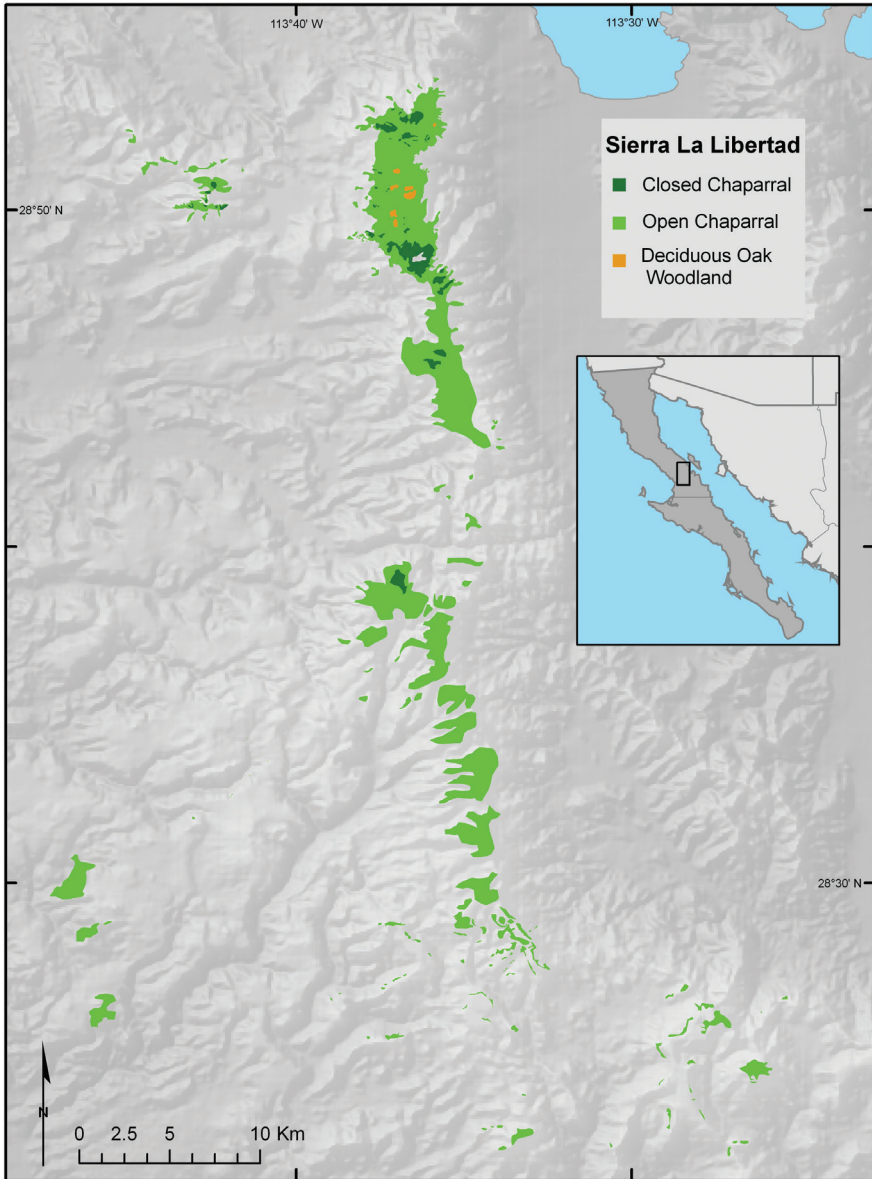 113°40' W
113°30' W
Sierra La Libertad
Closed Chaparral
Open Chaparral
Deciduous Oak
Woodland
28°50' N
28°30' N
N
0 2.5 5 10 Km